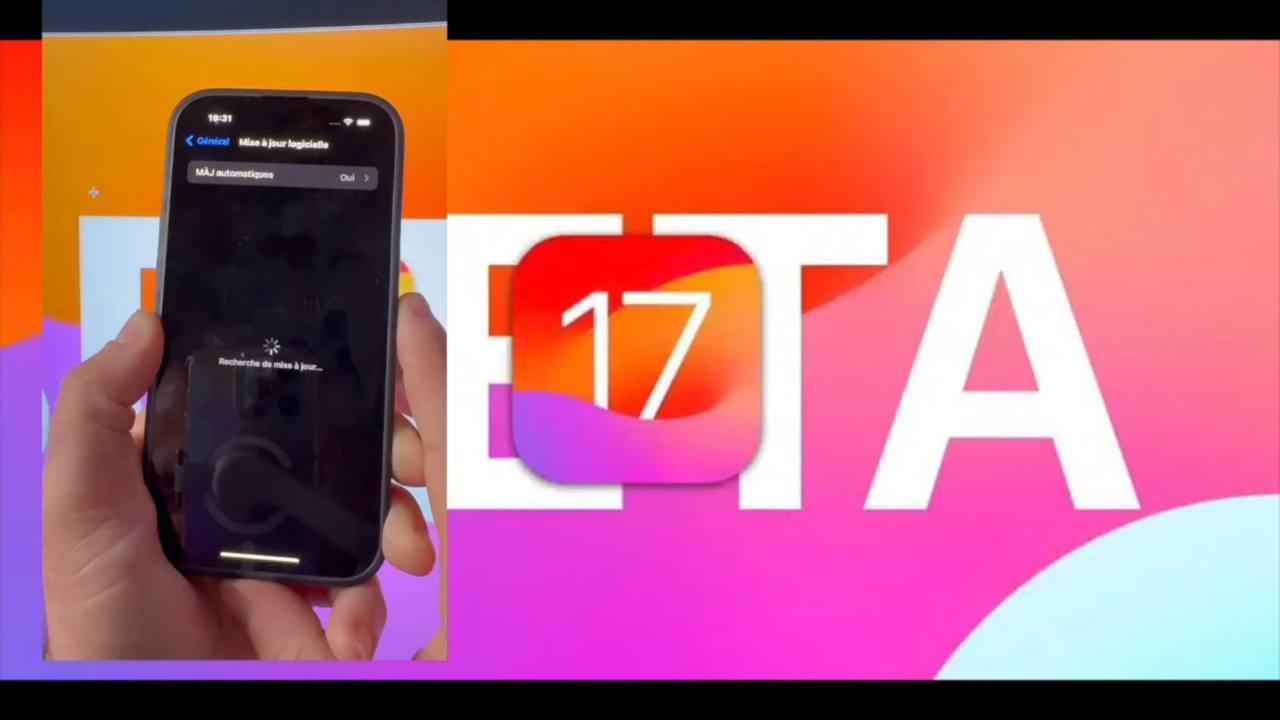 18:31
Général Mise à jour logicielle
MÀJ automatiques Oui
Recherche de mise à jour...
17
ETA